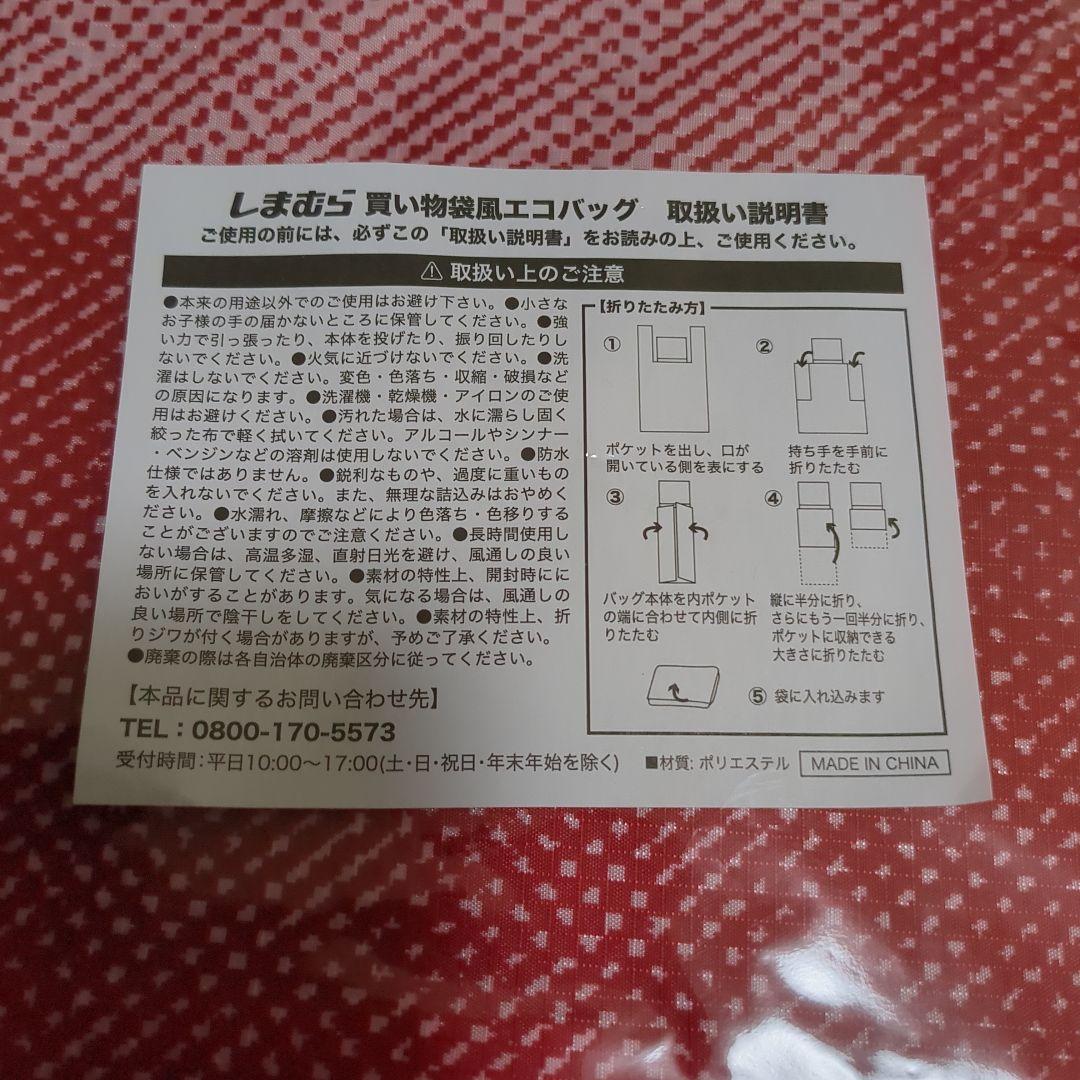 しまむら 買い物袋風エコバッグ 取扱い説明書
ご使用の前には、必ずこの「取扱い説明書」をお読みの上、ご使用ください。
⚠ 取扱い上のご注意
●本来の用途以外でのご使用はお避け下さい。●小さな
お子様の手の届かないところに保管してください。●強
い力で引っ張ったり、本体を投げたり、振り回したりし
ないでください。●火気に近づけないでください。●洗
濯はしないでください。変色・色落ち・収縮・破損など
の原因になります。●洗濯機・乾燥機・アイロンのご使
用はお避けください。●汚れた場合は、水に濡らし固く
絞った布で軽く拭いてください。アルコールやシンナー
・ベンジンなどの溶剤は使用しないでください。●防水
仕様ではありません。●鋭利なものや、過度に重いもの
を入れないでください。また、無理な詰込みはおやめく
ださい。●水濡れ、摩擦などにより色落ち・色移りする
ことがございますのでご注意ください。●長時間使用し
ない場合は、高温多湿、直射日光を避け、風通しの良い
場所に保管してください。●素材の特性上、開封時にに
おいがすることがあります。気になる場合は、風通しの
良い場所で陰干しをしてください。●素材の特性上、折
りジワが付く場合がありますが、予めご了承ください。
●廃棄の際は各自治体の廃棄区分に従ってください。
【本品に関するお問い合わせ先】
TEL：0800-170-5573
受付時間：平日10:00～17:00(土・日・祝日・年末年始を除く)
【折りたたみ方】
①
ポケットを出し、口が
開いている側を表にする
②
持ち手を手前に
折りたたむ
③
バッグ本体を内ポケット
の端に合わせて内側に折
りたたむ
④
縦に半分に折り、
さらにもう一回半分に折り、
ポケットに収納できる
大きさに折りたたむ
⑤ 袋に入れ込みます
■材質: ポリエステル
MADE IN CHINA